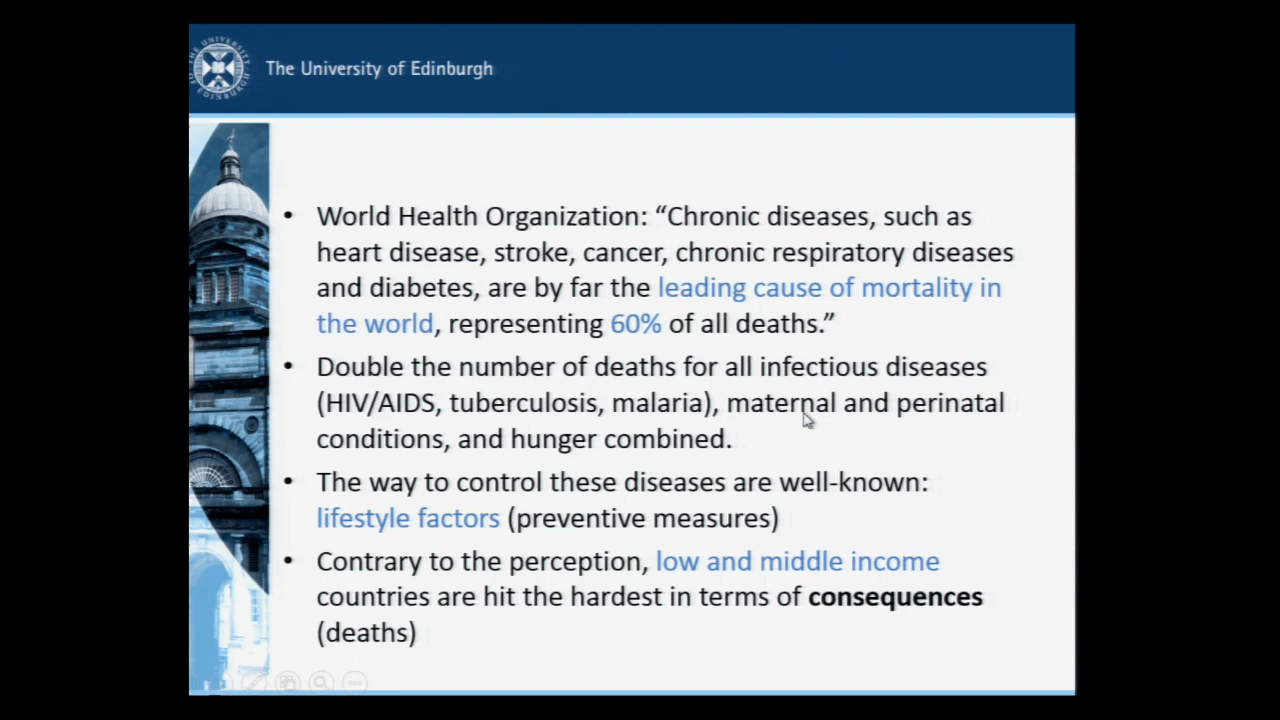 The University of Edinburgh
• World Health Organization: “Chronic diseases, such as
heart disease, stroke, cancer, chronic respiratory diseases
and diabetes, are by far the leading cause of mortality in
the world, representing 60% of all deaths.”
• Double the number of deaths for all infectious diseases
(HIV/AIDS, tuberculosis, malaria), maternal and perinatal
conditions, and hunger combined.
• The way to control these diseases are well-known:
lifestyle factors (preventive measures)
• Contrary to the perception, low and middle income
countries are hit the hardest in terms of consequences
(deaths)